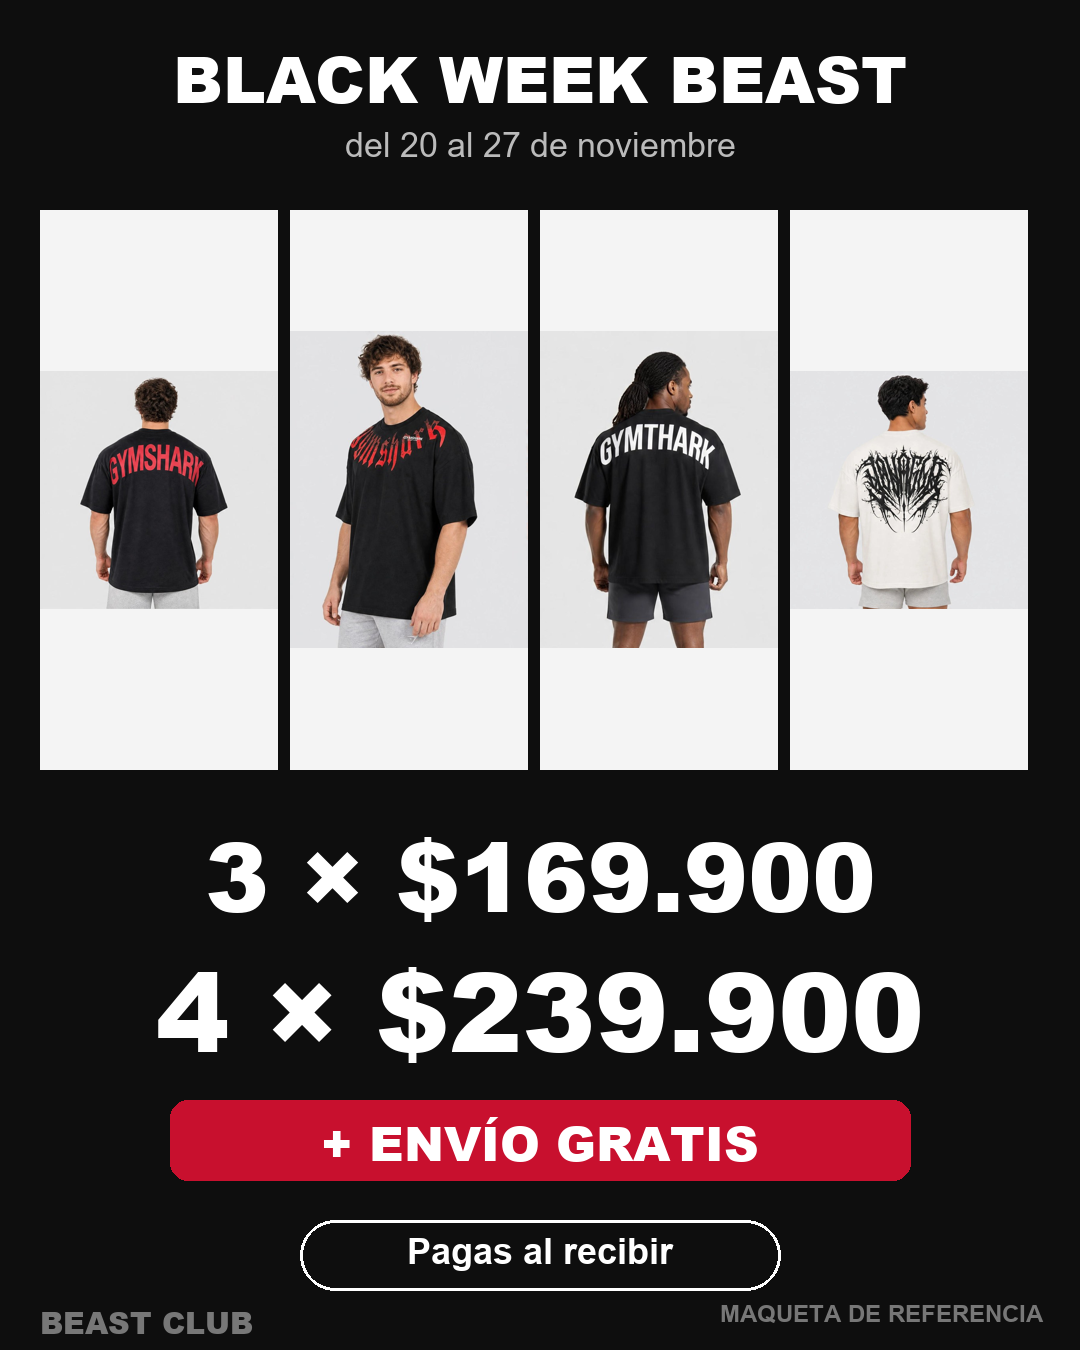 BLACK WEEK BEAST
del 20 al 27 de noviembre
GYMSHARK
Gymshark
GYMTHARK
3 × $169.900
4 × $239.900
+ ENVÍO GRATIS
Pagas al recibir
BEAST CLUB
MAQUETA DE REFERENCIA